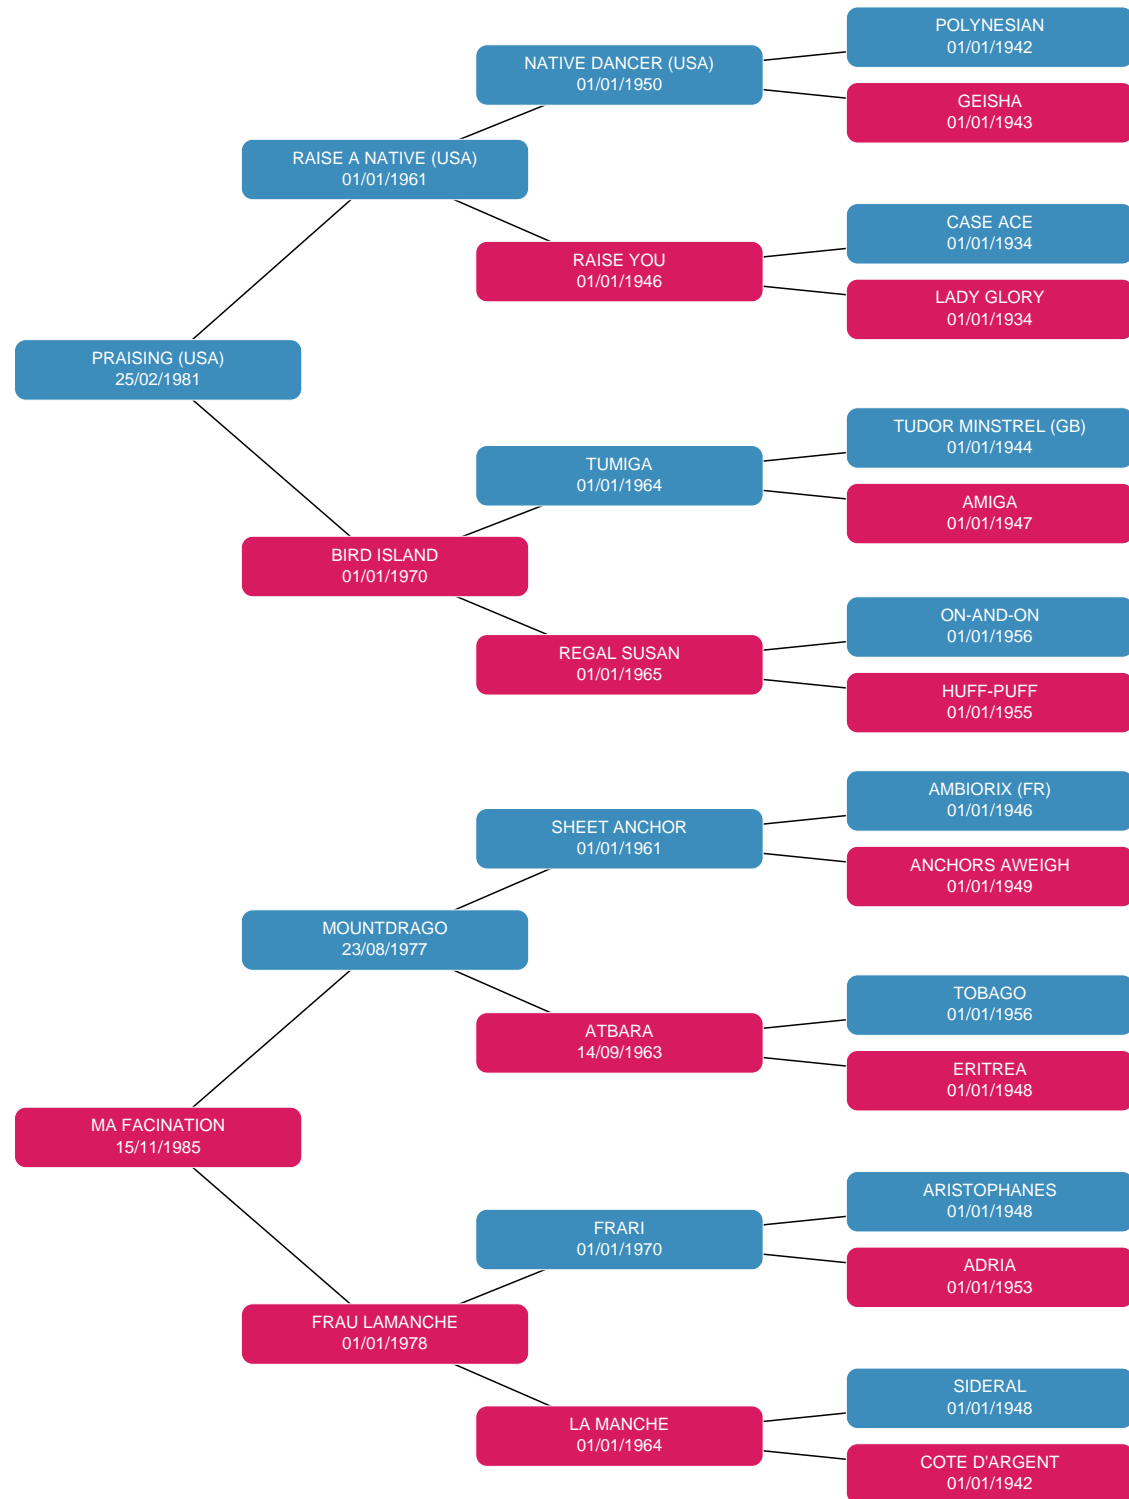 POLYNESIAN
01/01/1942
NATIVE DANCER (USA)
01/01/1950
GEISHA
01/01/1943
RAISE A NATIVE (USA)
01/01/1961
CASE ACE
01/01/1934
RAISE YOU
01/01/1946
LADY GLORY
01/01/1934
PRAISING (USA)
25/02/1981
TUDOR MINSTREL (GB)
01/01/1944
TUMIGA
01/01/1964
AMIGA
01/01/1947
BIRD ISLAND
01/01/1970
ON-AND-ON
01/01/1956
REGAL SUSAN
01/01/1965
HUFF-PUFF
01/01/1955
AMBIORIX (FR)
01/01/1946
SHEET ANCHOR
01/01/1961
ANCHORS AWEIGH
01/01/1949
MOUNTDRAGO
23/08/1977
TOBAGO
01/01/1956
ATBARA
14/09/1963
ERITREA
01/01/1948
MA FACINATION
15/11/1985
ARISTOPHANES
01/01/1948
FRARI
01/01/1970
ADRIA
01/01/1953
FRAU LAMANCHE
01/01/1978
SIDERAL
01/01/1948
LA MANCHE
01/01/1964
COTE D'ARGENT
01/01/1942